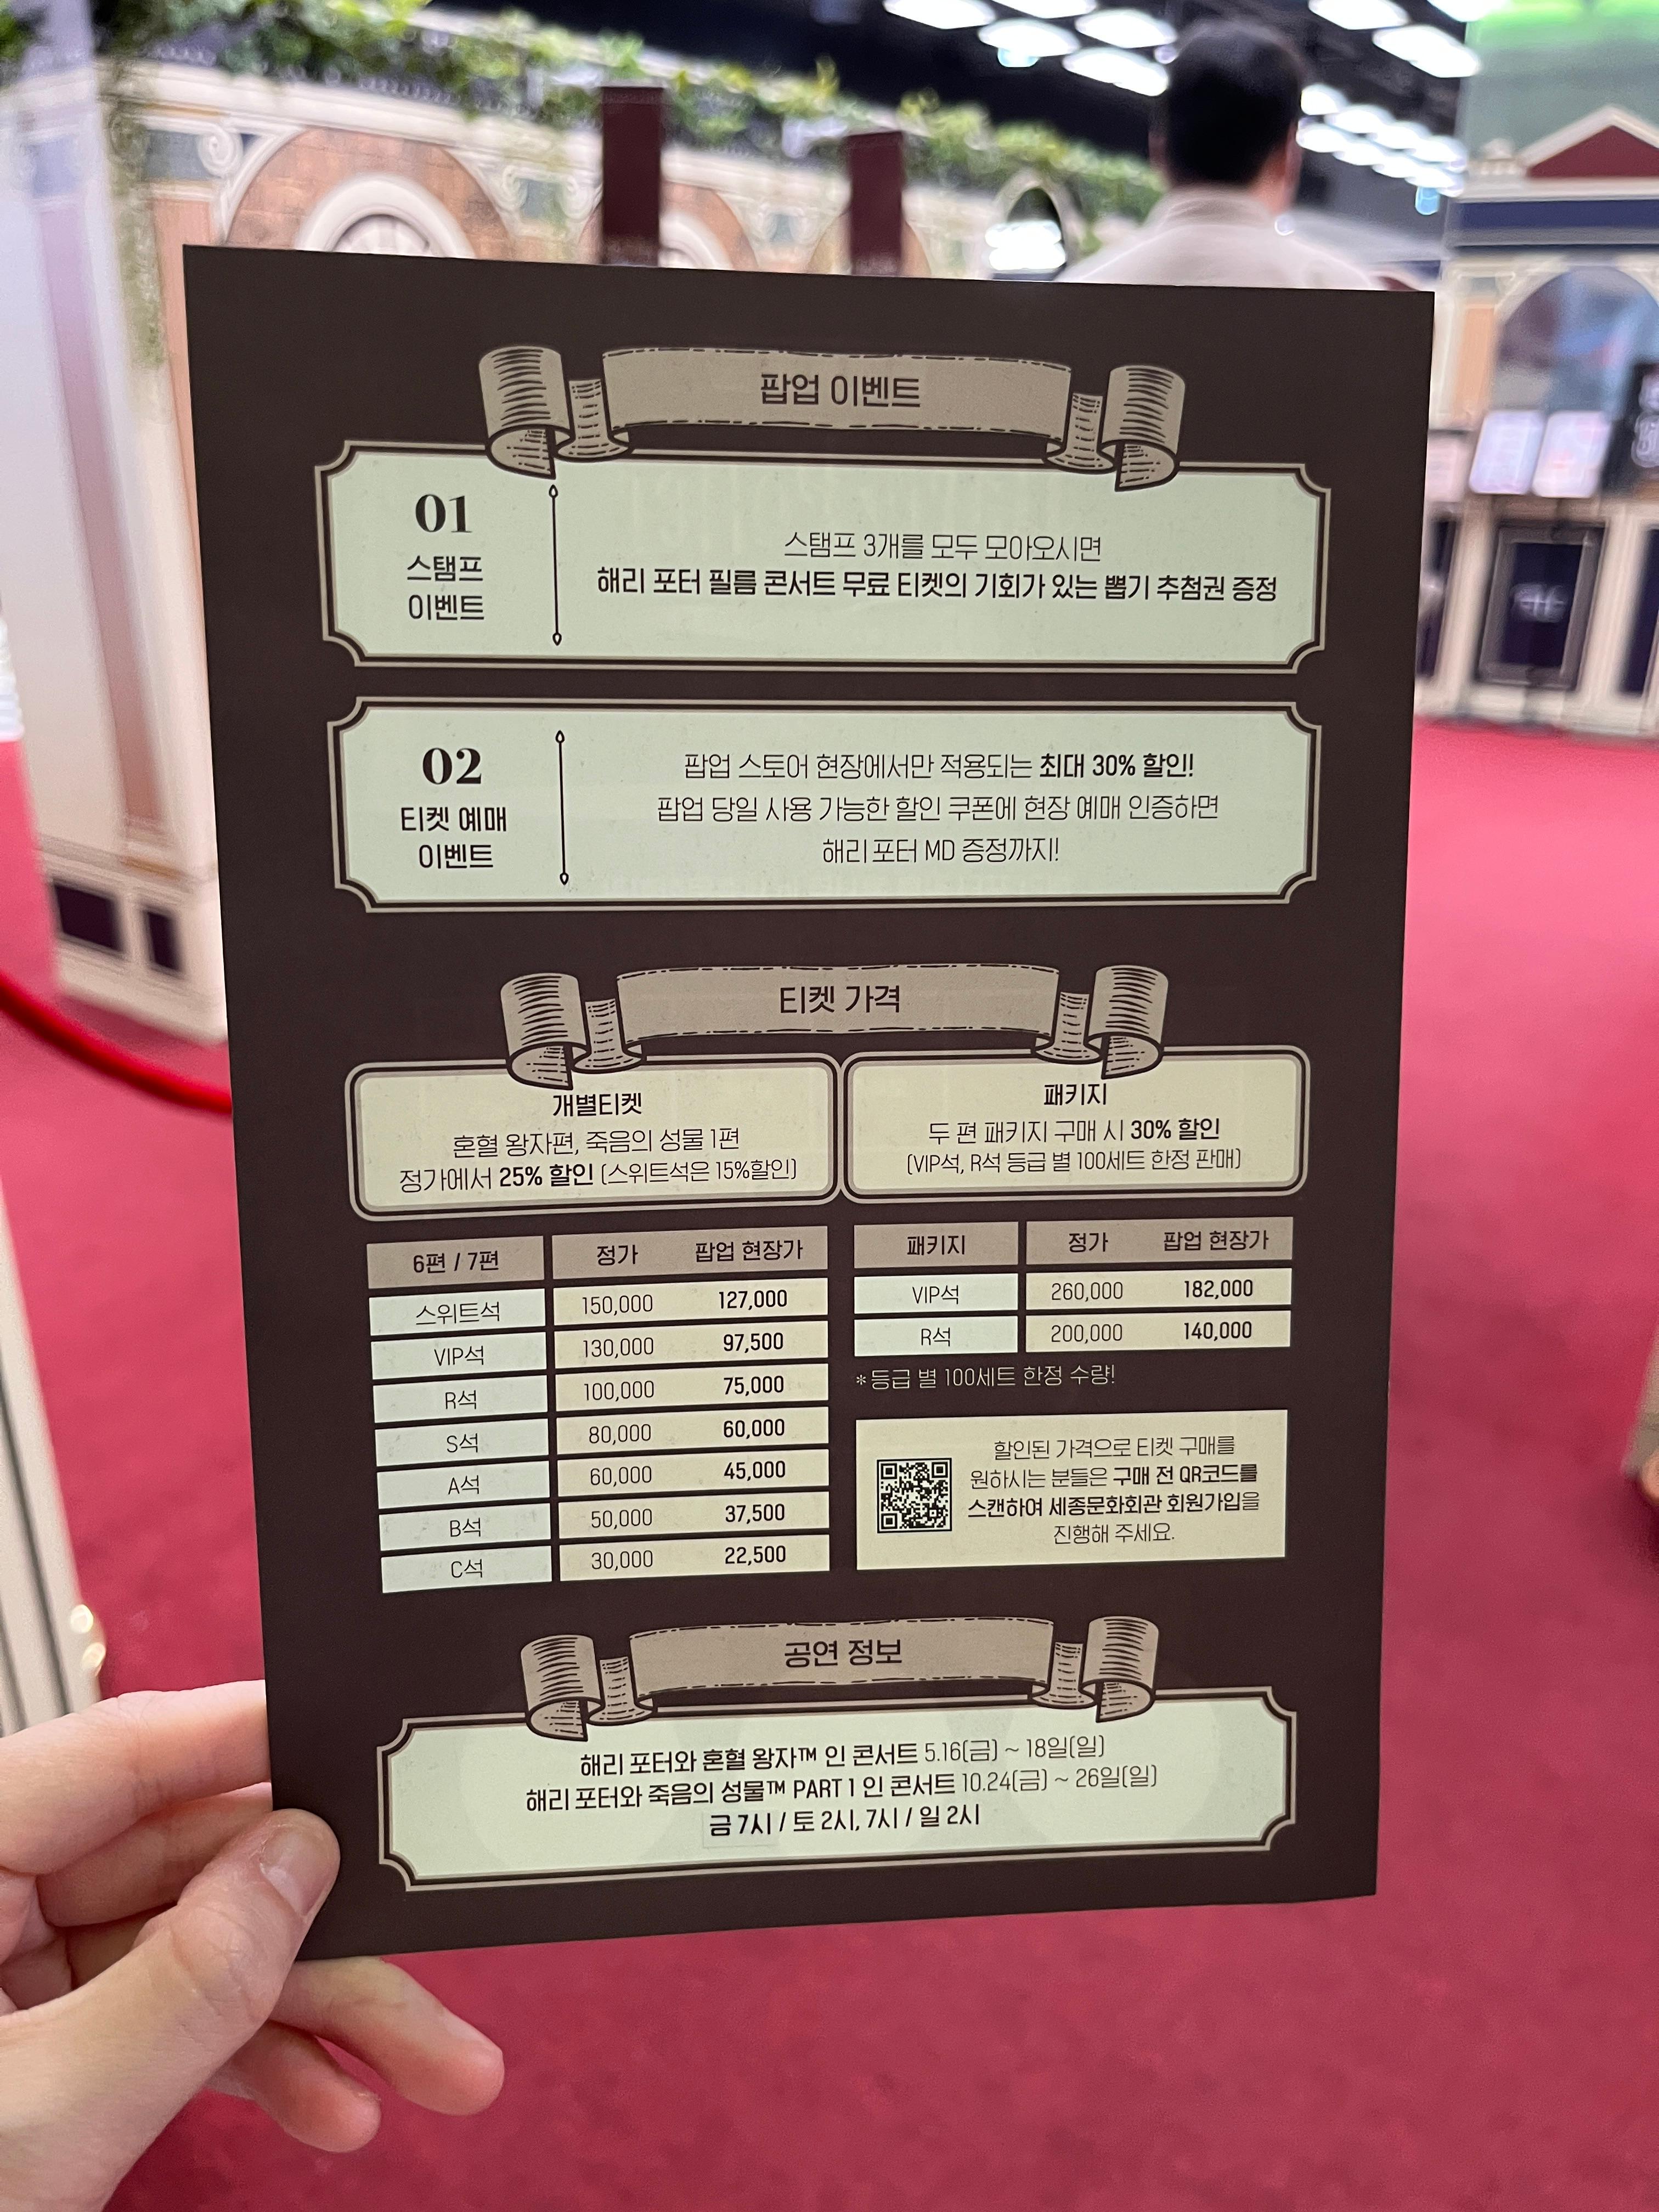 팝업 이벤트
01
스탬프
이벤트
스탬프 3개를 모두 모아오시면
해리 포터 필름 콘서트 무료 티켓의 기회가 있는 뽑기 추첨권 증정
02
티켓 예매
이벤트
팝업 스토어 현장에서만 적용되는 최대 30% 할인!
팝업 당일 사용 가능한 할인 쿠폰에 현장 예매 인증하면
해리 포터 MD 증정까지!
티켓 가격
개별티켓
혼혈 왕자편, 죽음의 성물 1편
정가에서 25% 할인 (스위트석은 15%할인)
패키지
두 편 패키지 구매 시 30% 할인
(VIP석, R석 등급 별 100세트 한정 판매)
6편 / 7편 정가 팝업 현장가
스위트석 150,000 127,000
VIP석 130,000 97,500
R석 100,000 75,000
S석 80,000 60,000
A석 60,000 45,000
B석 50,000 37,500
C석 30,000 22,500
패키지 정가 팝업 현장가
VIP석 260,000 182,000
R석 200,000 140,000
* 등급 별 100세트 한정 수량!
할인된 가격으로 티켓 구매를
원하시는 분들은 구매 전 QR코드를
스캔하여 세종문화회관 회원가입을
진행해 주세요.
공연 정보
해리 포터와 혼혈 왕자™ 인 콘서트 5.16(금) ~ 18일(일)
해리 포터와 죽음의 성물™ PART 1 인 콘서트 10.24(금) ~ 26일(일)
금 7시 / 토 2시, 7시 / 일 2시